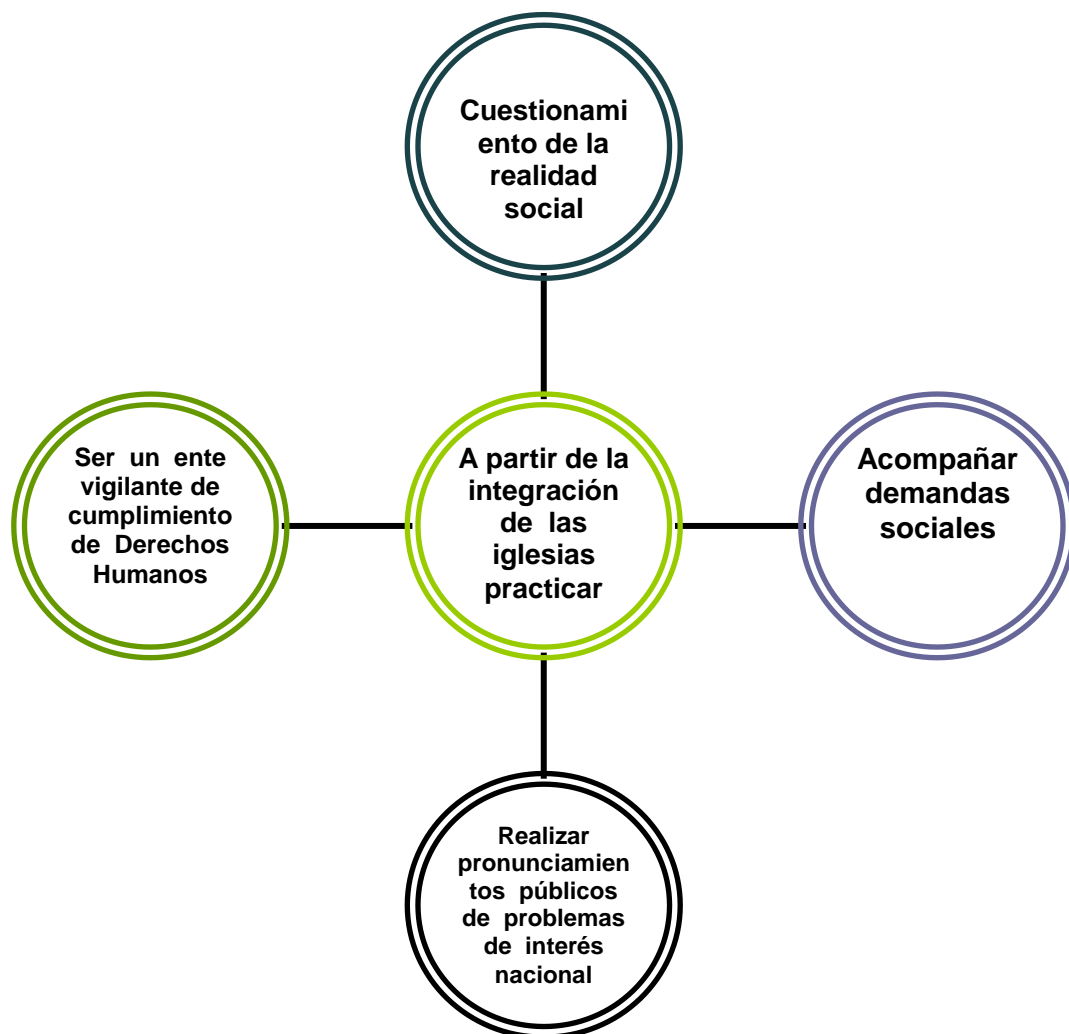 Cuestionami
ento de la
realidad
social
Ser un ente
vigilante de
cumplimiento
de Derechos
Humanos
A partir de la
integración
de las
iglesias
practicar
Acompañar
demandas
sociales
Realizar
pronunciamien
tos públicos
de problemas
de interés
nacional